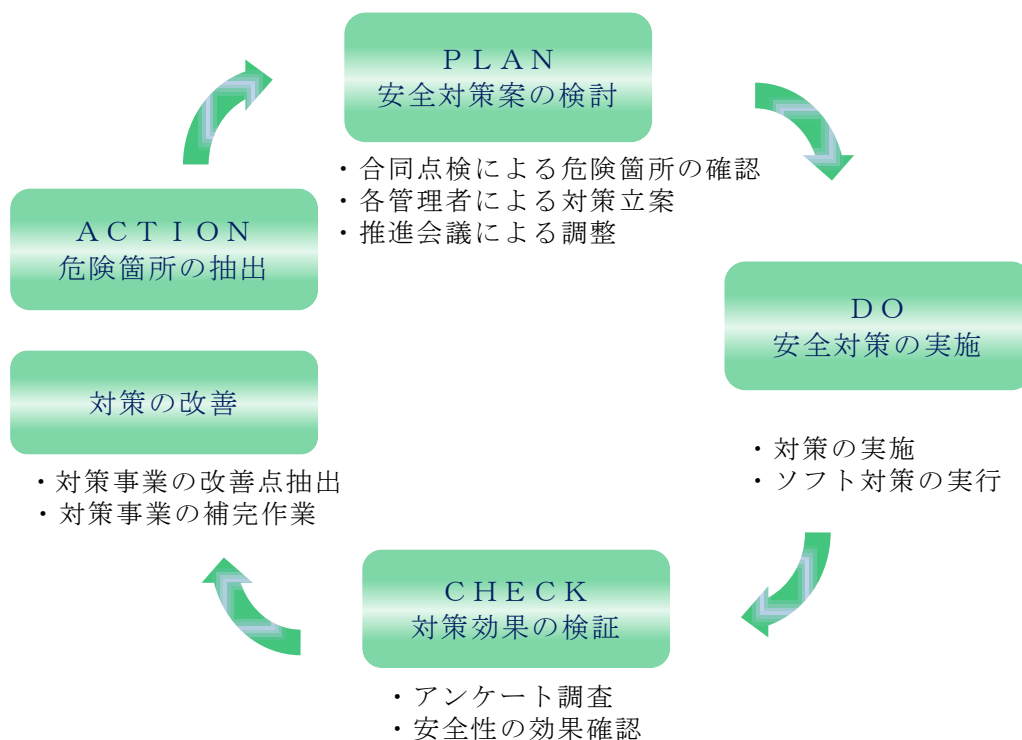 ＰＬＡＮ
安全対策案の検討
・合同点検による危険箇所の確認
・各管理者による対策立案
・推進会議による調整
ＤＯ
安全対策の実施
・対策の実施
・ソフト対策の実行
ＣＨＥＣＫ
対策効果の検証
・アンケート調査
・安全性の効果確認
ＡＣＴＩＯＮ
危険箇所の抽出
対策の改善
・対策事業の改善点抽出
・対策事業の補完作業